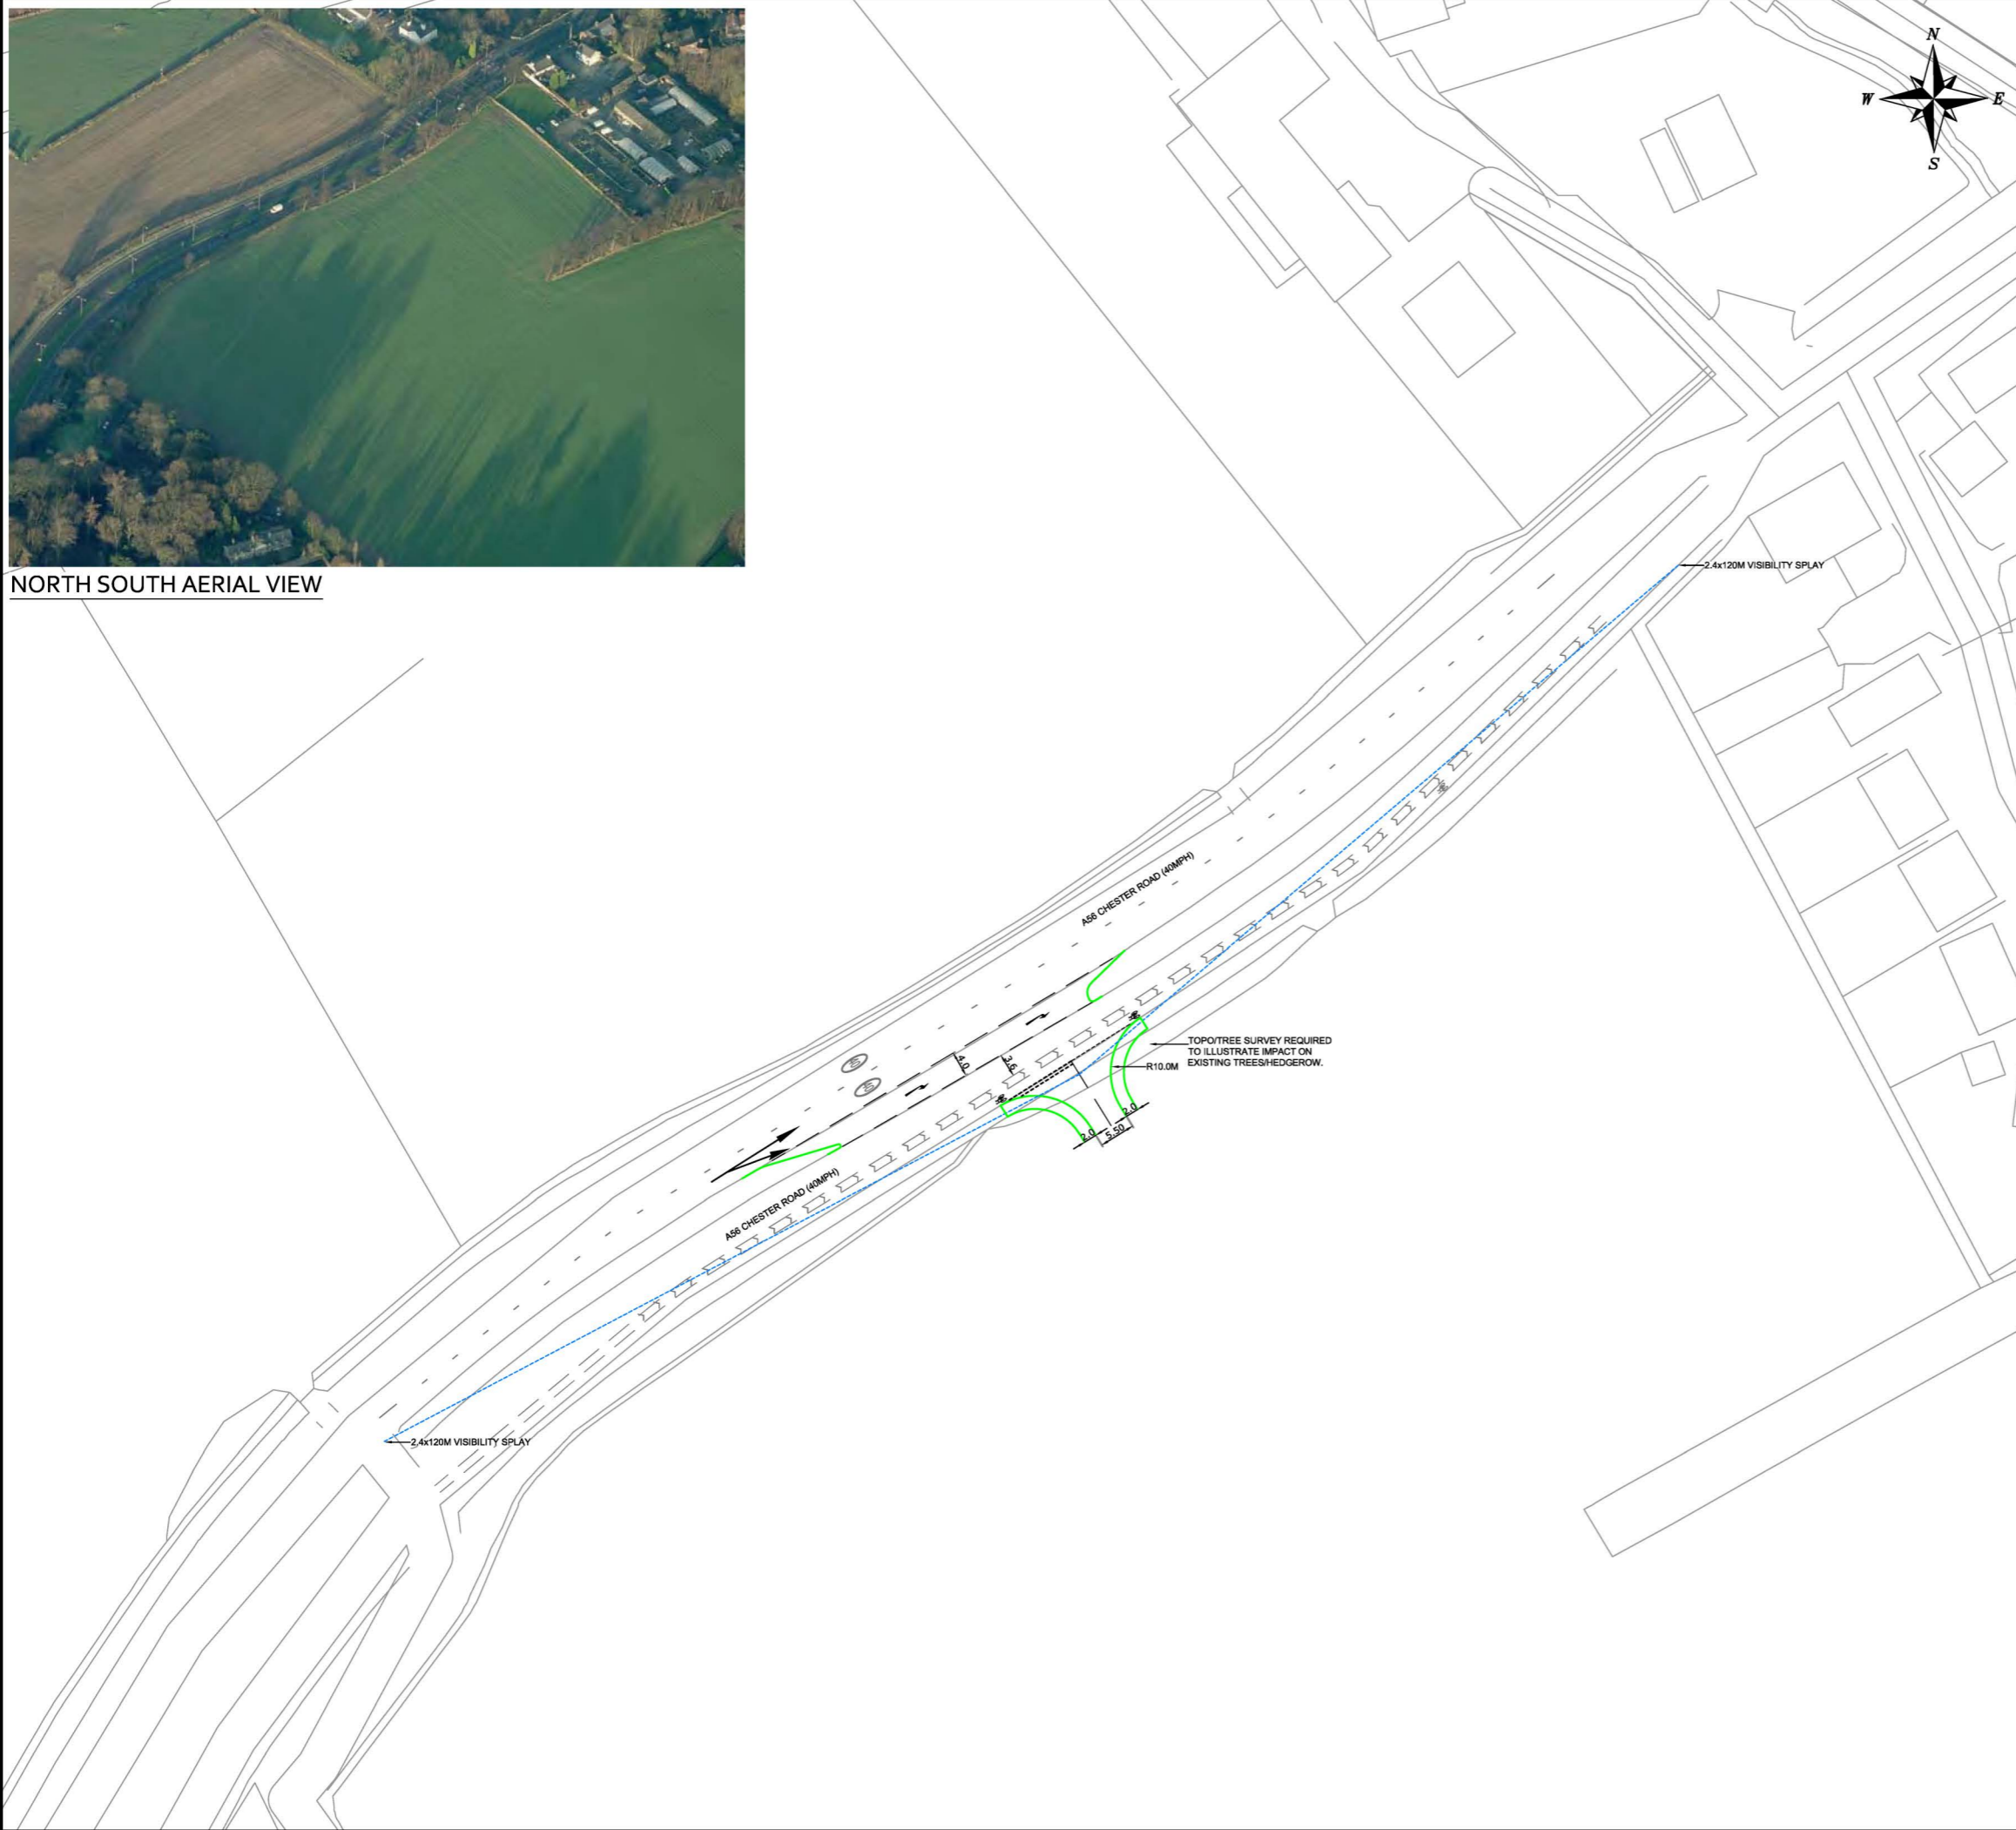 N
W
E
S
NORTH SOUTH AERIAL VIEW
2.4x120M VISIBILITY SPLAY
A56 CHESTER ROAD (40MPH)
TOPO/TREE SURVEY REQUIRED
TO ILLUSTRATE IMPACT ON
EXISTING TREES/HEDGEROW.
R10.0M
4.0
3.6
2.0
5.50
2.0
A56 CHESTER ROAD (40MPH)
2.4x120M VISIBILITY SPLAY